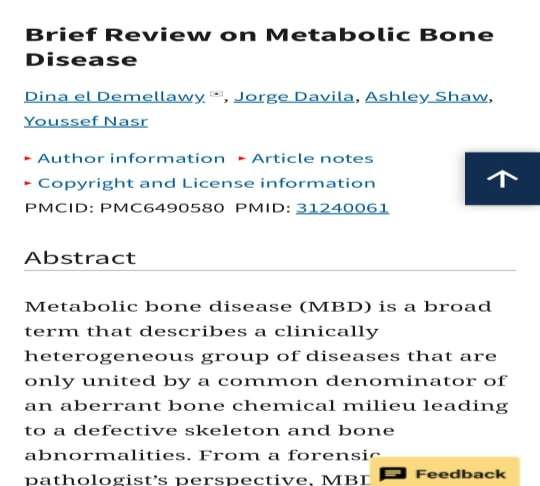 Brief Review on Metabolic Bone
Disease
Dina el Demellawy ✉, Jorge Davila, Ashley Shaw,
Youssef Nasr
► Author information ► Article notes
► Copyright and License information
PMCID: PMC6490580 PMID: 31240061
Abstract
Metabolic bone disease (MBD) is a broad
term that describes a clinically
heterogeneous group of diseases that are
only united by a common denominator of
an aberrant bone chemical milieu leading
to a defective skeleton and bone
abnormalities. From a forensic
pathologist’s perspective, MBD
Feedback